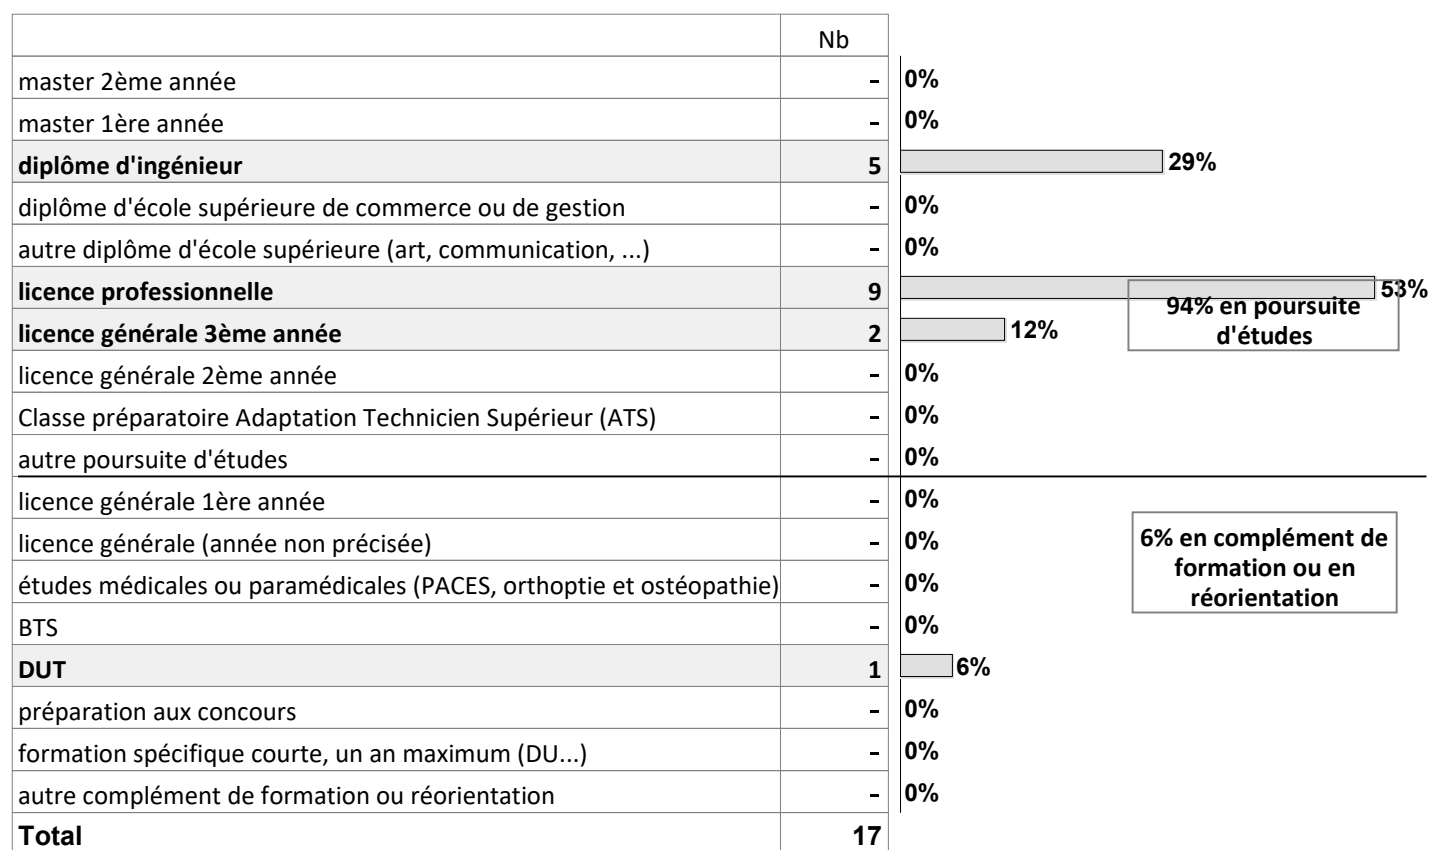 Nb
master 2ème année - 0%
master 1ère année - 0%
diplôme d'ingénieur 5 29%
diplôme d'école supérieure de commerce ou de gestion - 0%
autre diplôme d'école supérieure (art, communication, ...) - 0%
licence professionnelle 9 53%
licence générale 3ème année 2 12%
94% en poursuite
d'études
licence générale 2ème année - 0%
Classe préparatoire Adaptation Technicien Supérieur (ATS) - 0%
autre poursuite d'études - 0%
licence générale 1ère année - 0%
licence générale (année non précisée) - 0%
études médicales ou paramédicales (PACES, orthoptie et ostéopathie) - 0%
6% en complément de
formation ou en
réorientation
BTS - 0%
DUT 1 6%
préparation aux concours - 0%
formation spécifique courte, un an maximum (DU...) - 0%
autre complément de formation ou réorientation - 0%
Total 17